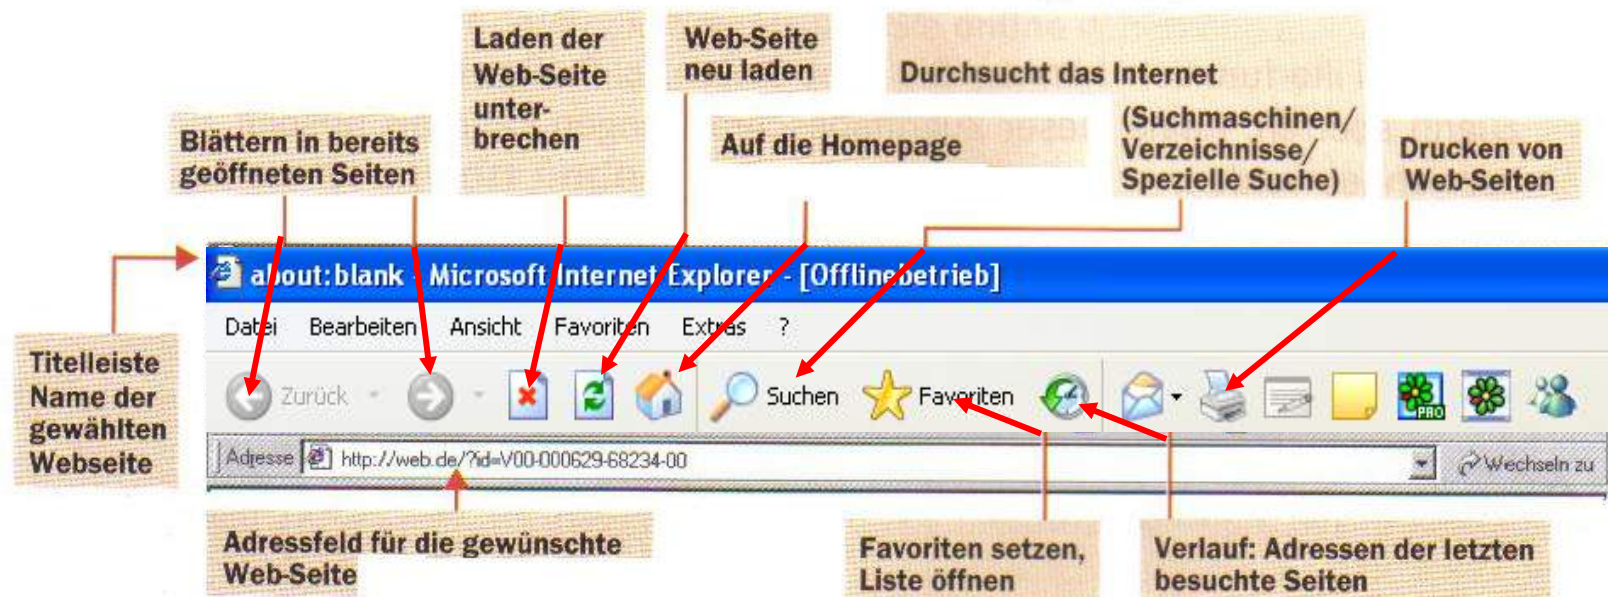 Laden der
Web-Seite
unter-
brechen
Web-Seite
neu laden
Durchsucht das Internet
(Suchmaschinen/
Verzeichnisse/
Spezielle Suche)
Blättern in bereits
geöffneten Seiten
Auf die Homepage
Drucken von
Web-Seiten
about:blank - Microsoft Internet Explorer - [Offlinebetrieb]
Datei Bearbeiten Ansicht Favoriten Extras ?
Titelleiste
Name der
gewählten
Webseite
Zurück Suchen Favoriten PRO
Adresse http://web.de/?id=V00-000629-68234-00 Wechseln zu
Adressfeld für die gewünschte
Web-Seite
Favoriten setzen,
Liste öffnen
Verlauf: Adressen der letzten
besuchte Seiten